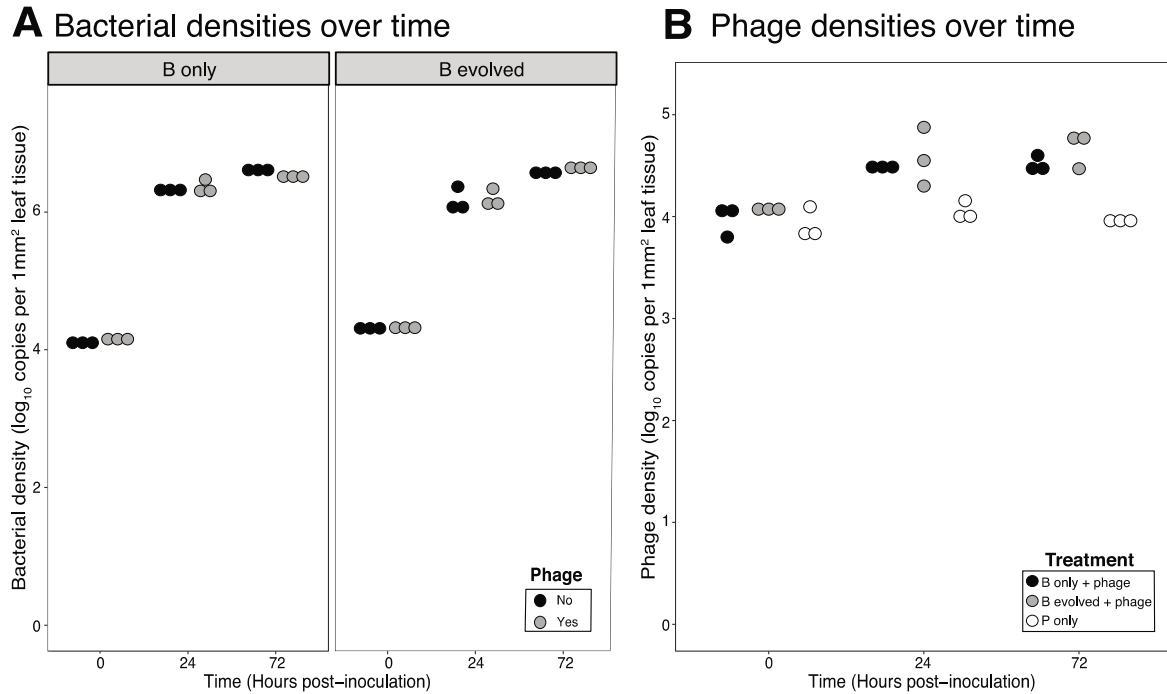 A Bacterial densities over time
B only
B evolved
Bacterial density (log₁₀ copies per 1mm² leaf tissue)
6
4
2
0
Phage
No
Yes
0 24 72 0 24 72
Time (Hours post−inoculation)
B Phage densities over time
Phage density (log₁₀ copies per 1mm² leaf tissue)
5
4
3
2
1
0
Treatment
B only + phage
B evolved + phage
P only
0 24 72
Time (Hours post−inoculation)